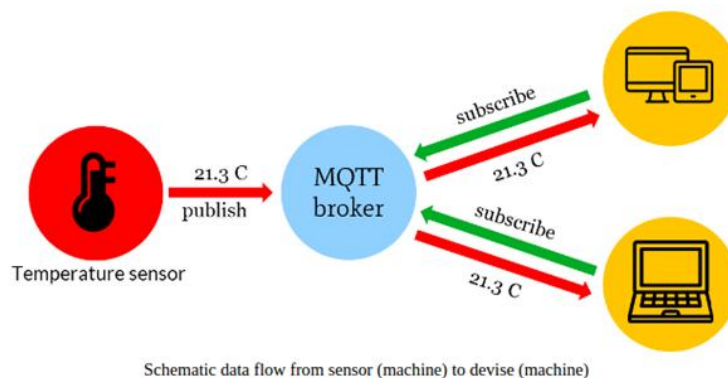 subscribe
21.3 C
21.3 C
publish
MQTT
broker
Temperature sensor
subscribe
21.3 C
Schematic data flow from sensor (machine) to devise (machine)